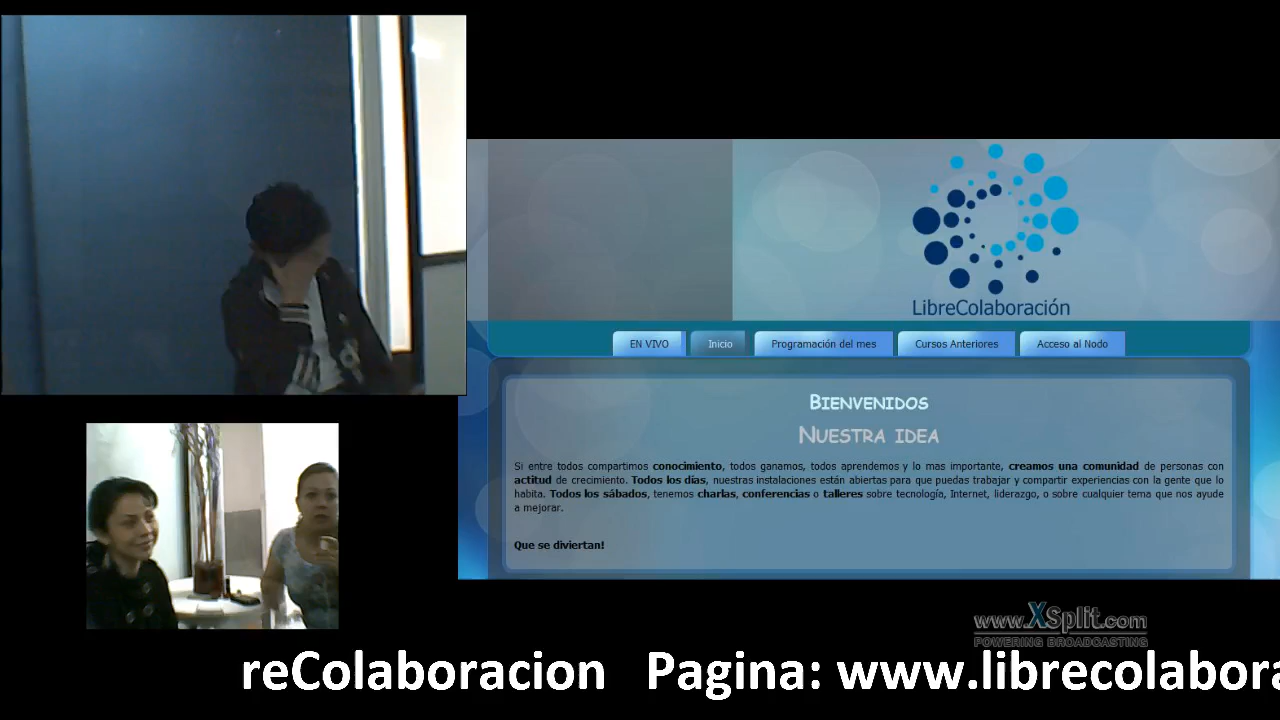 LibreColaboración
EN VIVO
Inicio
Programación del mes
Cursos Anteriores
Acceso al Nodo
Bienvenidos
Nuestra idea
Si entre todos compartimos conocimiento, todos ganamos, todos aprendemos y lo mas importante, creamos una comunidad de personas con
actitud de crecimiento. Todos los días, nuestras instalaciones están abiertas para que puedas trabajar y compartir experiencias con la gente que lo
habita. Todos los sábados, tenemos charlas, conferencias o talleres sobre tecnología, Internet, liderazgo, o sobre cualquier tema que nos ayude
a mejorar.
Que se diviertan!
www.XSplit.com
POWERING BROADCASTING
reColaboracion Pagina: www.librecolabora